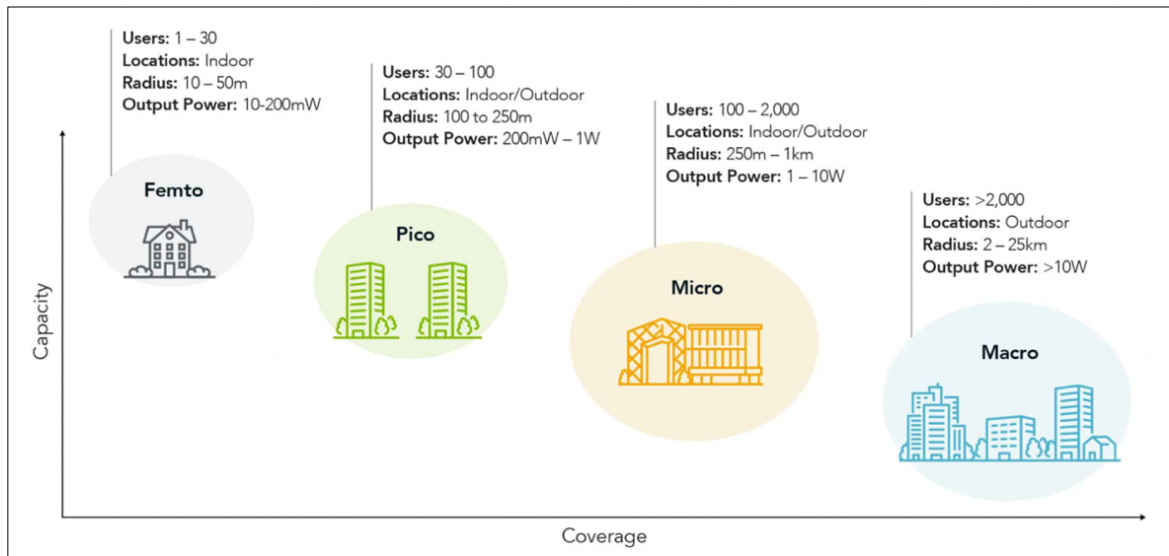 Users: 1 – 30
Locations: Indoor
Radius: 10 – 50m
Output Power: 10-200mW
Femto
Users: 30 – 100
Locations: Indoor/Outdoor
Radius: 100 to 250m
Output Power: 200mW – 1W
Pico
Users: 100 – 2,000
Locations: Indoor/Outdoor
Radius: 250m – 1km
Output Power: 1 – 10W
Micro
Users: >2,000
Locations: Outdoor
Radius: 2 – 25km
Output Power: >10W
Macro
Capacity
Coverage